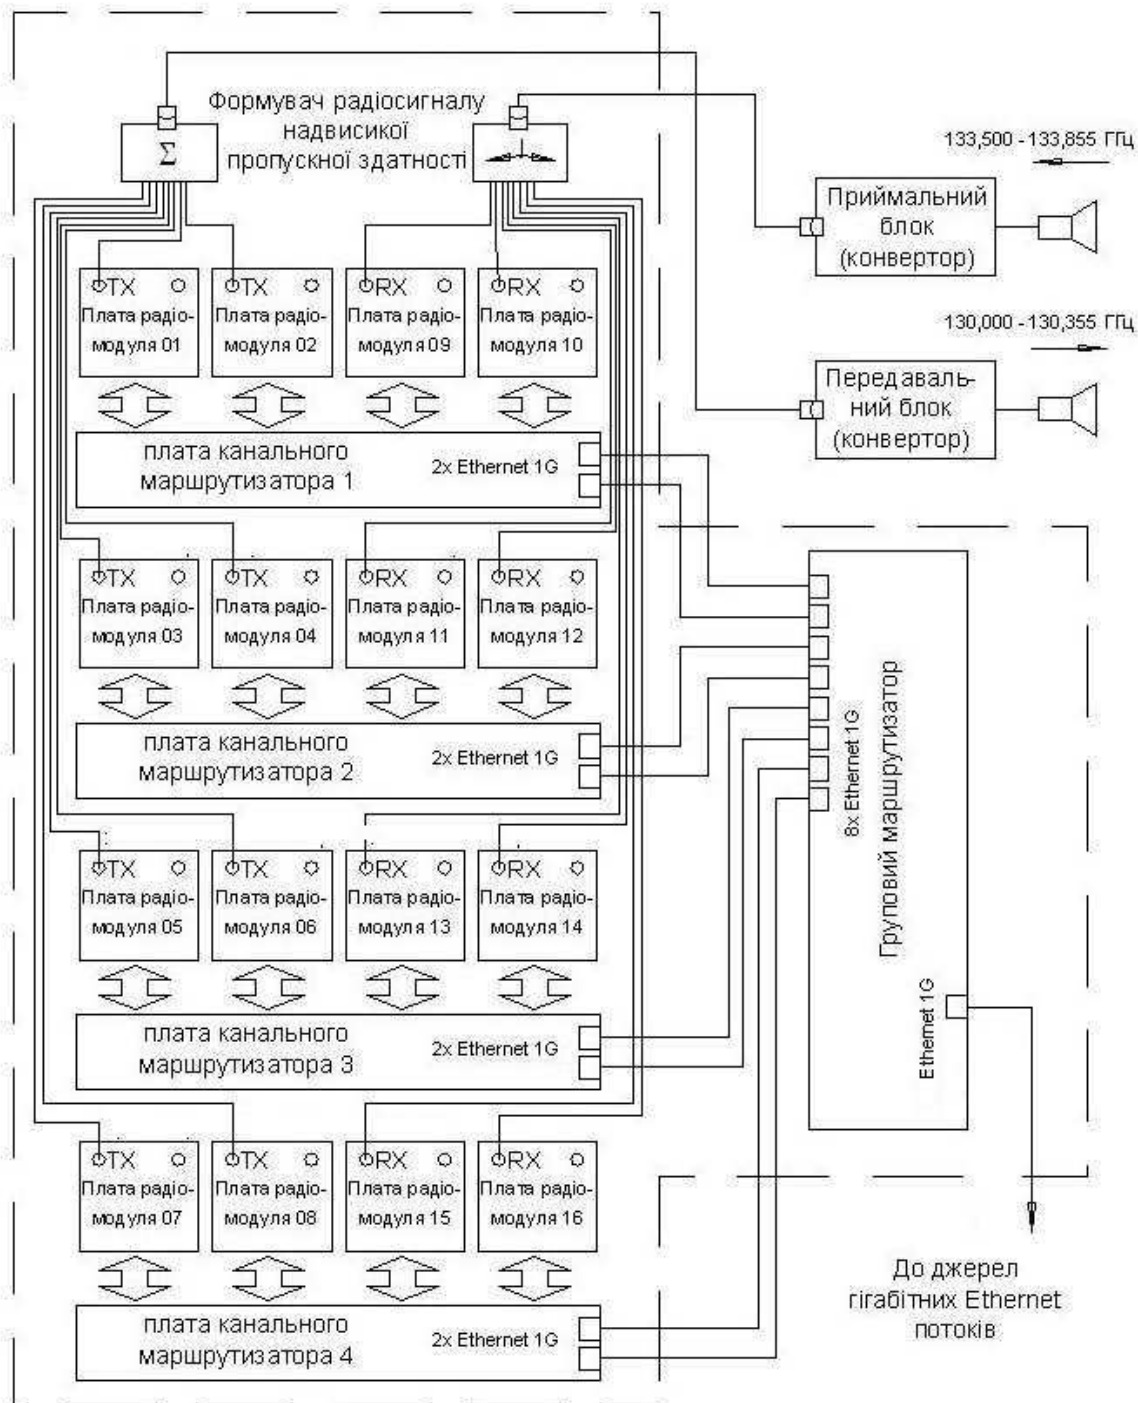 Формувач радіосигналу
надвисикої
пропускної здатності
Σ
133,500 - 133,855 ГГц
Приймальний
блок
(конвертор)
130,000 - 130,355 ГГц
Передаваль-
ний блок
(конвертор)
TX
Плата радіо-
модуля 01
TX
Плата радіо-
модуля 02
RX
Плата радіо-
модуля 09
RX
Плата радіо-
модуля 10
плата канального
маршрутизатора 1
2x Ethernet 1G
TX
Плата радіо-
модуля 03
TX
Плата радіо-
модуля 04
RX
Плата радіо-
модуля 11
RX
Плата радіо-
модуля 12
плата канального
маршрутизатора 2
2x Ethernet 1G
TX
Плата радіо-
модуля 05
TX
Плата радіо-
модуля 06
RX
Плата радіо-
модуля 13
RX
Плата радіо-
модуля 14
плата канального
маршрутизатора 3
2x Ethernet 1G
TX
Плата радіо-
модуля 07
TX
Плата радіо-
модуля 08
RX
Плата радіо-
модуля 15
RX
Плата радіо-
модуля 16
плата канального
маршрутизатора 4
2x Ethernet 1G
8x Ethernet 1G
Груповий маршрутизатор
Ethernet 1G
До джерел
гігабітних Ethernet
потоків